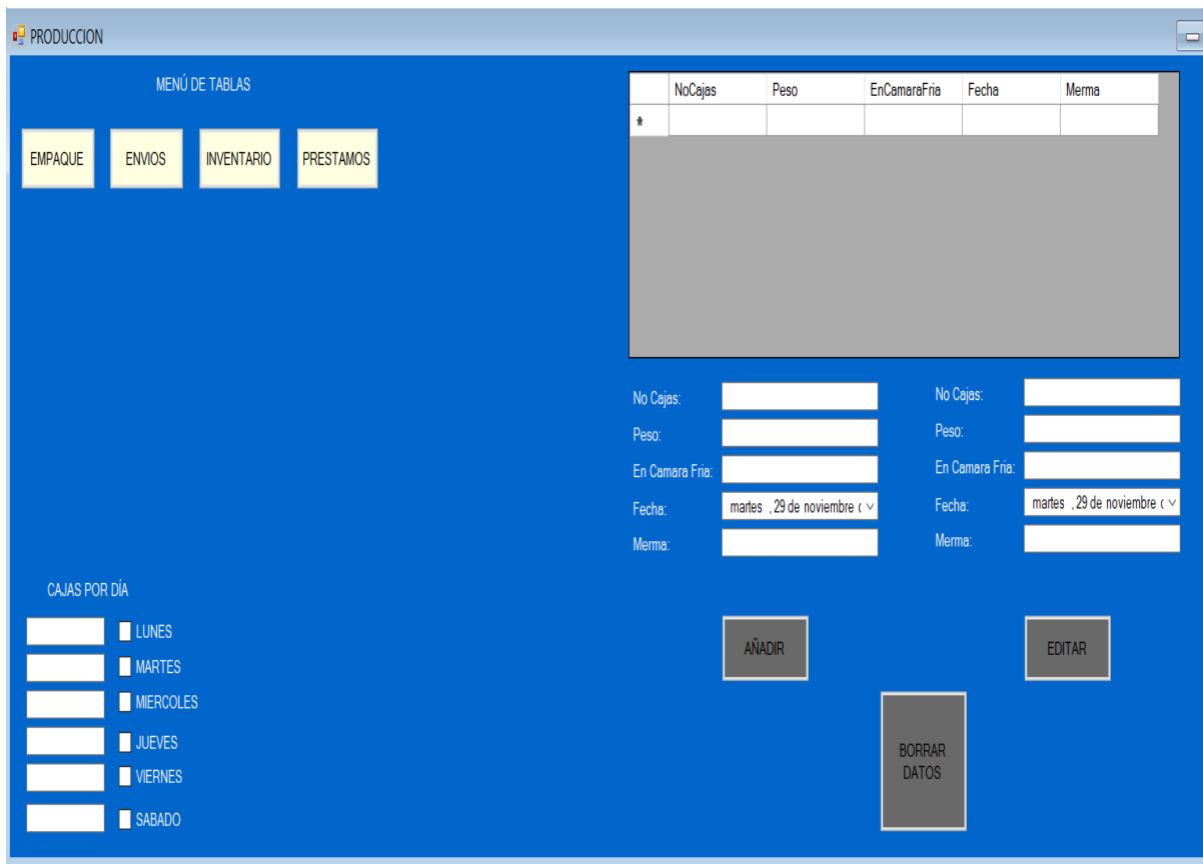 PRODUCCION
MENÚ DE TABLAS
EMPAQUE
ENVIOS
INVENTARIO
PRESTAMOS
NoCajas Peso EnCamaraFria Fecha Merma
*
No Cajas:
Peso:
En Camara Fria:
Fecha: martes , 29 de noviembre
Merma:
AÑADIR
No Cajas:
Peso:
En Camara Fria:
Fecha: martes , 29 de noviembre
Merma:
EDITAR
BORRAR
DATOS
CAJAS POR DÍA
LUNES
MARTES
MIERCOLES
JUEVES
VIERNES
SABADO